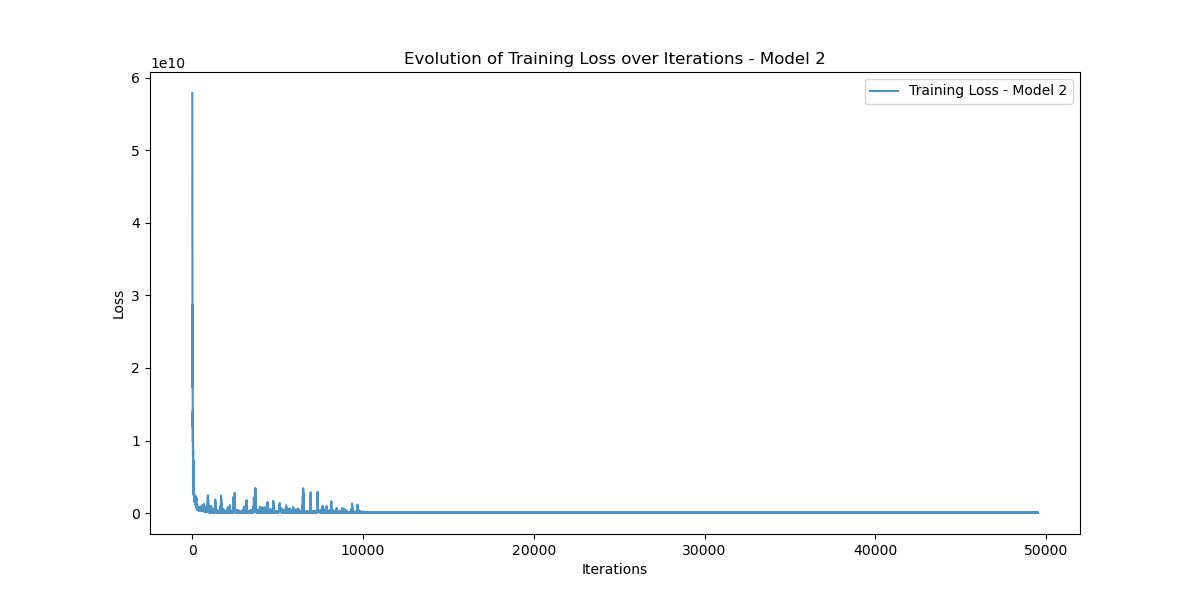 Evolution of Training Loss over Iterations - Model 2
1e10
Training Loss - Model 2
6
5
4
3
2
1
0
Loss
0 10000 20000 30000 40000 50000
Iterations